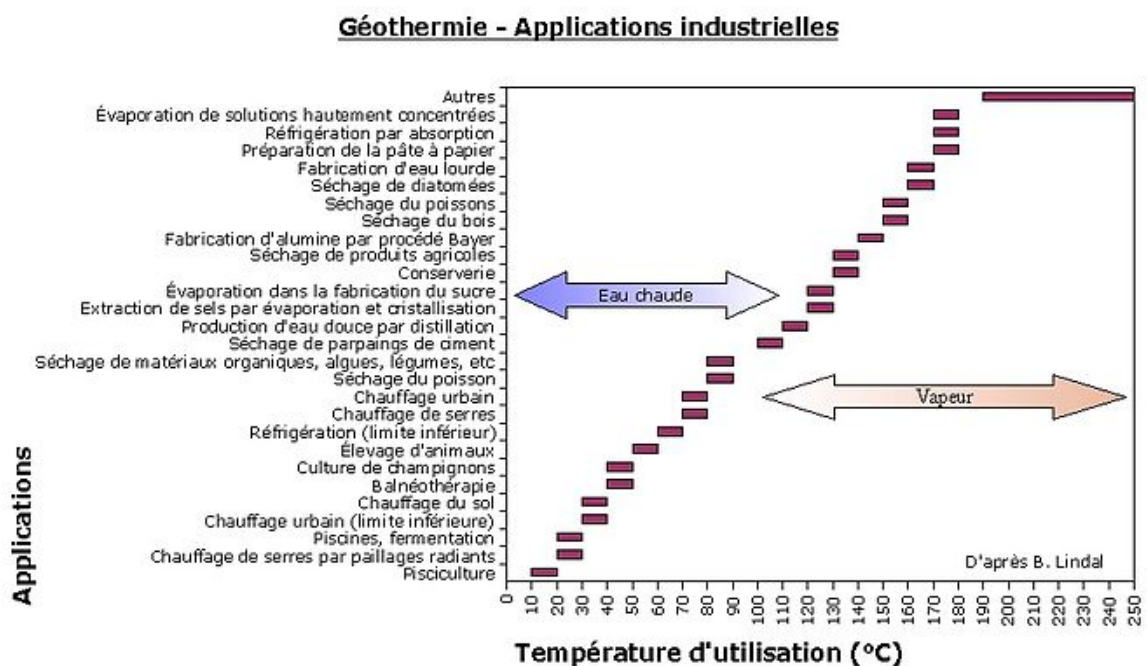 Géothermie - Applications industrielles
Autres
Évaporation de solutions hautement concentrées
Réfrigération par absorption
Préparation de la pâte à papier
Fabrication d'eau lourde
Séchage de diatomées
Séchage du poissons
Séchage du bois
Fabrication d'alumine par procédé Bayer
Séchage de produits agricoles
Conserverie
Évaporation dans la fabrication du sucre
Eau chaude
Extraction de sels par évaporation et cristallisation
Production d'eau douce par distillation
Séchage de parpaings de ciment
Séchage de matériaux organiques, algues, légumes, etc
Séchage du poisson
Chauffage urbain
Vapeur
Chauffage de serres
Réfrigération (limite inférieur)
Élevage d'animaux
Culture de champignons
Balnéothérapie
Chauffage du sol
Chauffage urbain (limite inférieure)
Piscines, fermentation
Chauffage de serres par paillages radiants
D'après B. Lindal
Pisciculture
Applications
0 10 20 30 40 50 60 70 80 90 100 110 120 130 140 150 160 170 180 190 200 210 220 230 240 25
Température d'utilisation (°C)